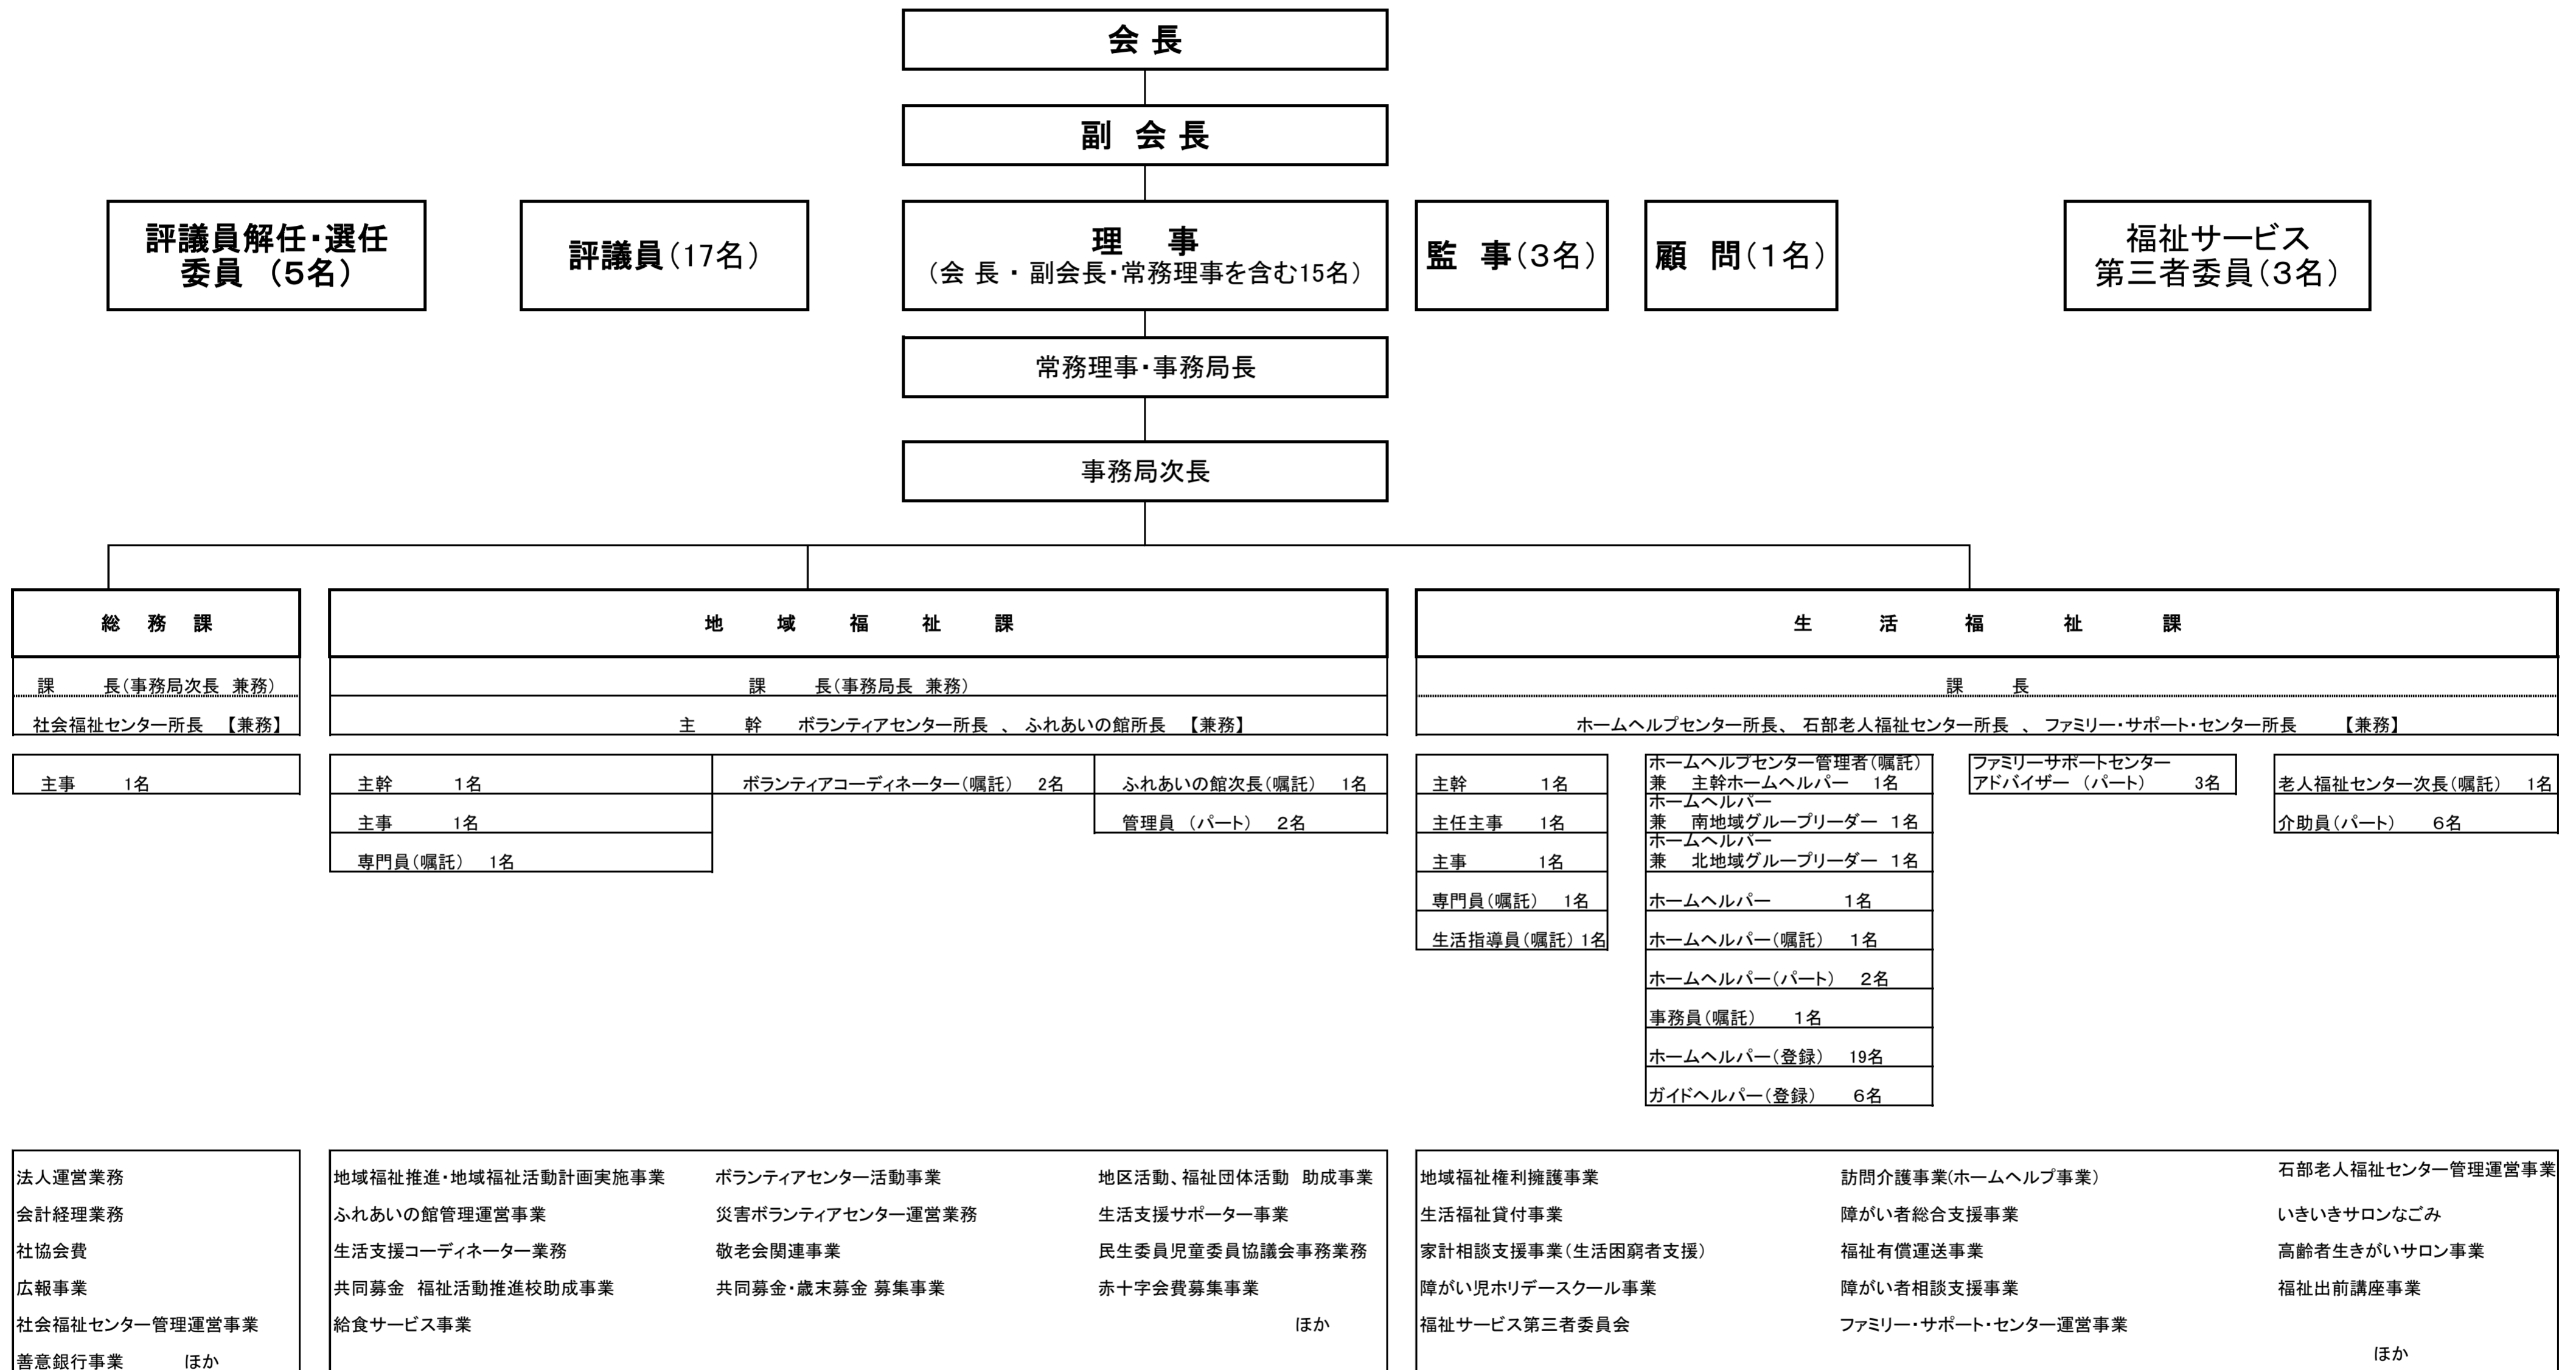 会 長
副 会 長
評議員解任・選任
委員 （5名）
評議員（17名）
理 事
（会 長 ・ 副会長・常務理事を含む15名）
監 事（3名）
顧 問（1名）
福祉サービス
第三者委員（3名）
常務理事・事務局長
事務局次長
総 務 課
課 長（事務局次長 兼務）
社会福祉センター所長 【兼務】
主事 1名
地 域 福 祉 課
課 長（事務局長 兼務）
主 幹 ボランティアセンター所長 、 ふれあいの館所長 【兼務】
主幹 1名
主事 1名
専門員（嘱託） 1名
ボランティアコーディネーター（嘱託） 2名
ふれあいの館次長（嘱託） 1名
管理員 （パート） 2名
生 活 福 祉 課
課 長
ホームヘルプセンター所長、 石部老人福祉センター所長 、 ファミリー・サポート・センター所長 【兼務】
主幹 1名
主任主事 1名
主事 1名
専門員（嘱託） 1名
生活指導員（嘱託） 1名
ホームヘルプセンター管理者（嘱託）
兼 主幹ホームヘルパー 1名
ホームヘルパー
兼 南地域グループリーダー 1名
ホームヘルパー
兼 北地域グループリーダー 1名
ホームヘルパー 1名
ホームヘルパー（嘱託） 1名
ホームヘルパー（パート） 2名
事務員（嘱託） 1名
ホームヘルパー（登録） 19名
ガイドヘルパー（登録） 6名
ファミリーサポートセンター
アドバイザー （パート） 3名
老人福祉センター次長（嘱託） 1名
介助員（パート） 6名
法人運営業務
会計経理業務
社協会費
広報事業
社会福祉センター管理運営事業
善意銀行事業 ほか
地域福祉推進・地域福祉活動計画実施事業
ふれあいの館管理運営事業
生活支援コーディネーター業務
共同募金 福祉活動推進校助成事業
給食サービス事業
ボランティアセンター活動事業
災害ボランティアセンター運営業務
敬老会関連事業
共同募金・歳末募金 募集事業
地区活動、福祉団体活動 助成事業
生活支援サポーター事業
民生委員児童委員協議会事務業務
赤十字会費募集事業
ほか
地域福祉権利擁護事業
生活福祉貸付事業
家計相談支援事業（生活困窮者支援）
障がい児ホリデースクール事業
福祉サービス第三者委員会
訪問介護事業（ホームヘルプ事業）
障がい者総合支援事業
福祉有償運送事業
障がい者相談支援事業
ファミリー・サポート・センター運営事業
石部老人福祉センター管理運営事業
いきいきサロンなごみ
高齢者生きがいサロン事業
福祉出前講座事業
ほか